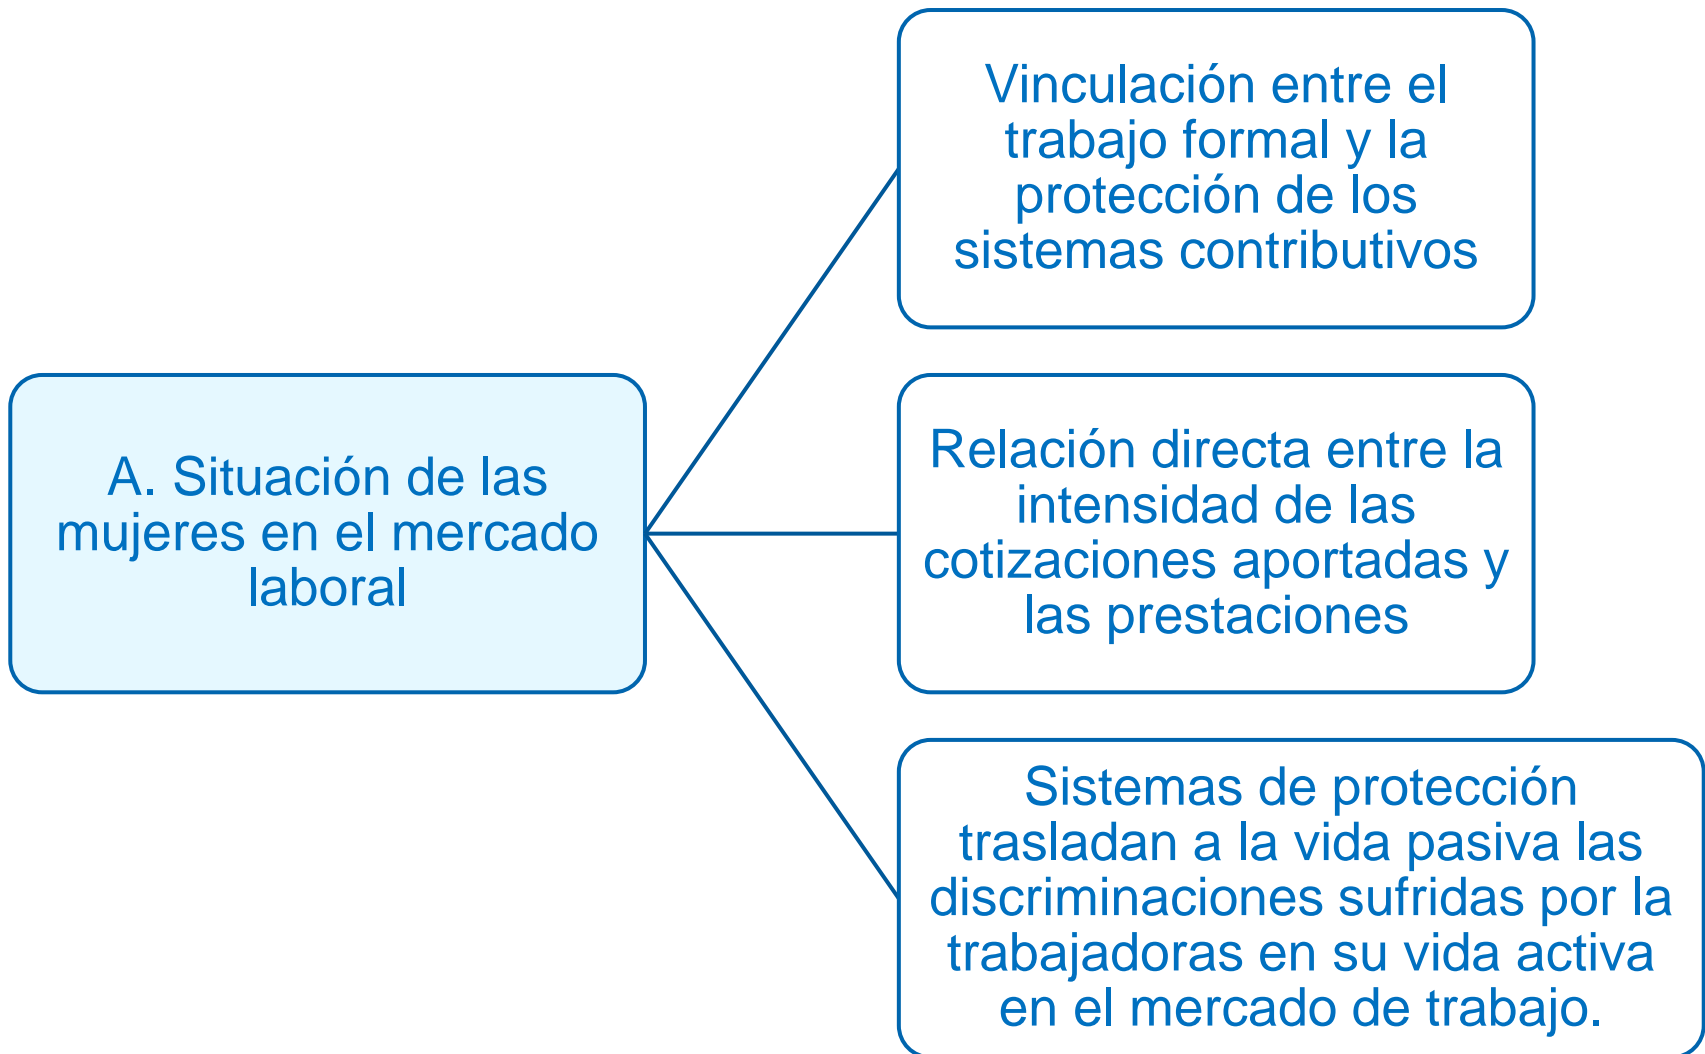 A. Situación de las
mujeres en el mercado
laboral
Vinculación entre el
trabajo formal y la
protección de los
sistemas contributivos
Relación directa entre la
intensidad de las
cotizaciones aportadas y
las prestaciones
Sistemas de protección
trasladan a la vida pasiva las
discriminaciones sufridas por la
trabajadoras en su vida activa
en el mercado de trabajo.